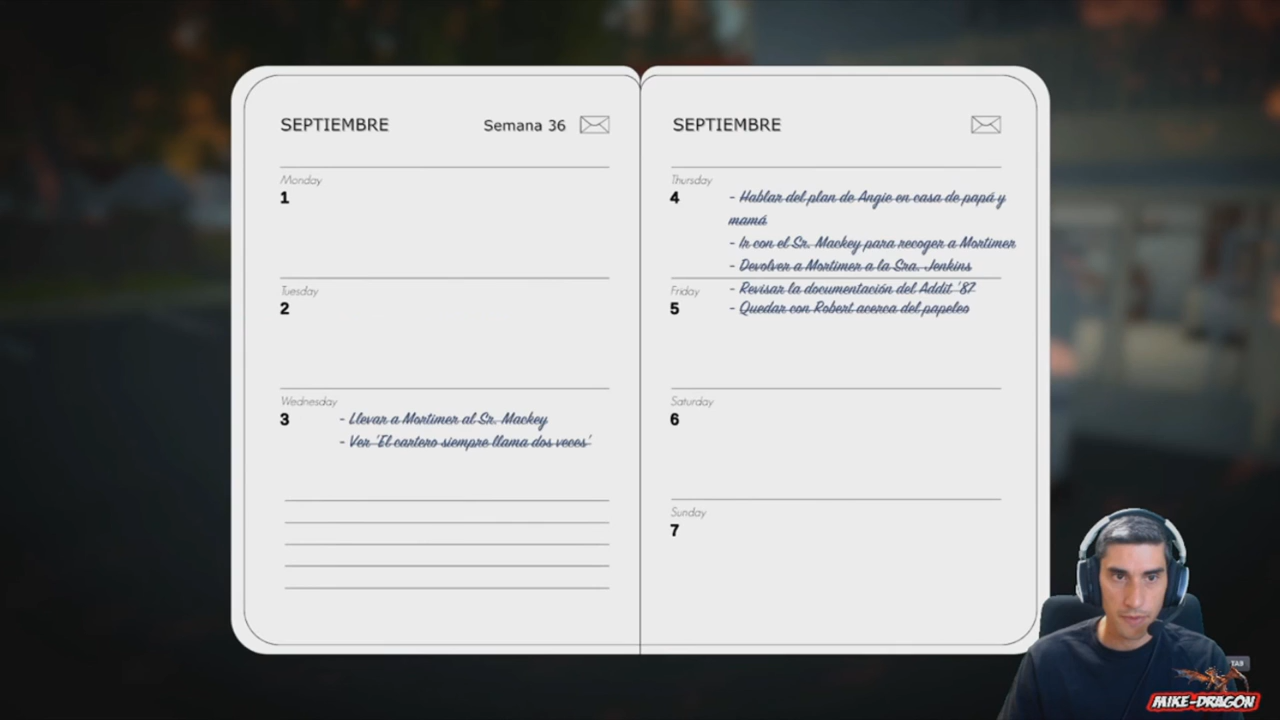 SEPTIEMBRE
Semana 36
Monday
1
Tuesday
2
Wednesday
3
- Llevar a Mortimer al Sr. Mackey
- Ver 'El cartero siempre llama dos veces'
SEPTIEMBRE
Thursday
4
- Hablar del plan de Angie en casa de papá y
mamá
- Ir con el Sr. Mackey para recoger a Mortimer
- Devolver a Mortimer a la Sra. Jenkins
- Revisar la documentación del Addit '87
Friday
5
- Quedar con Robert acerca del papeleo
Saturday
6
Sunday
7
TAB
MIKE-DRAGON